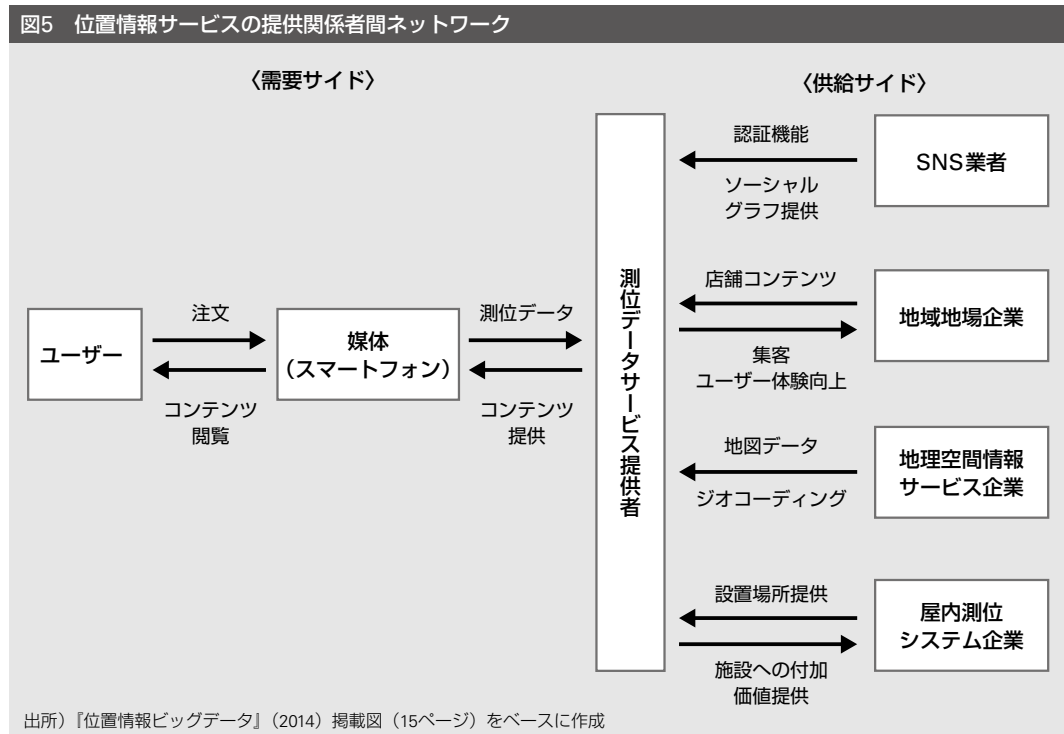 図5 位置情報サービスの提供関係者間ネットワーク
〈需要サイド〉
〈供給サイド〉
ユーザー
注文
コンテンツ
閲覧
媒体
（スマートフォン）
測位データ
コンテンツ
提供
測位データサービス提供者
認証機能
ソーシャル
グラフ提供
SNS業者
店舗コンテンツ
集客
ユーザー体験向上
地域地場企業
地図データ
ジオコーディング
地理空間情報
サービス企業
設置場所提供
施設への付加
価値提供
屋内測位
システム企業
出所）『位置情報ビッグデータ』（2014）掲載図（15ページ）をベースに作成